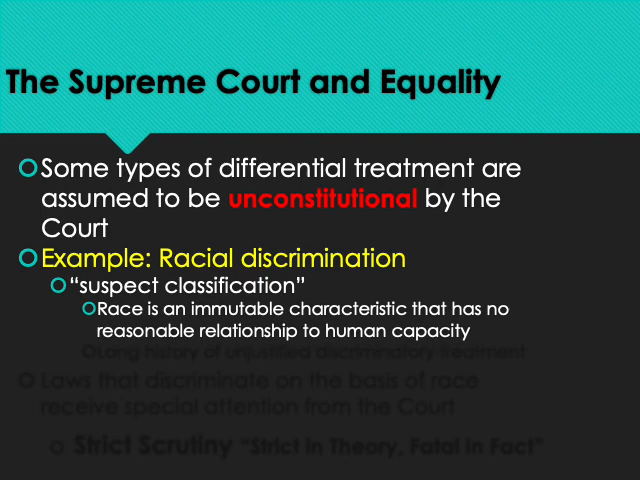 The Supreme Court and Equality
Some types of differential treatment are
assumed to be unconstitutional by the
Court
Example: Racial discrimination
“suspect classification”
Race is an immutable characteristic that has no
reasonable relationship to human capacity
Long history of unjustified discriminatory treatment
Laws that discriminate on the basis of race
receive special attention from the Court
Strict Scrutiny “Strict in Theory, Fatal in Fact”